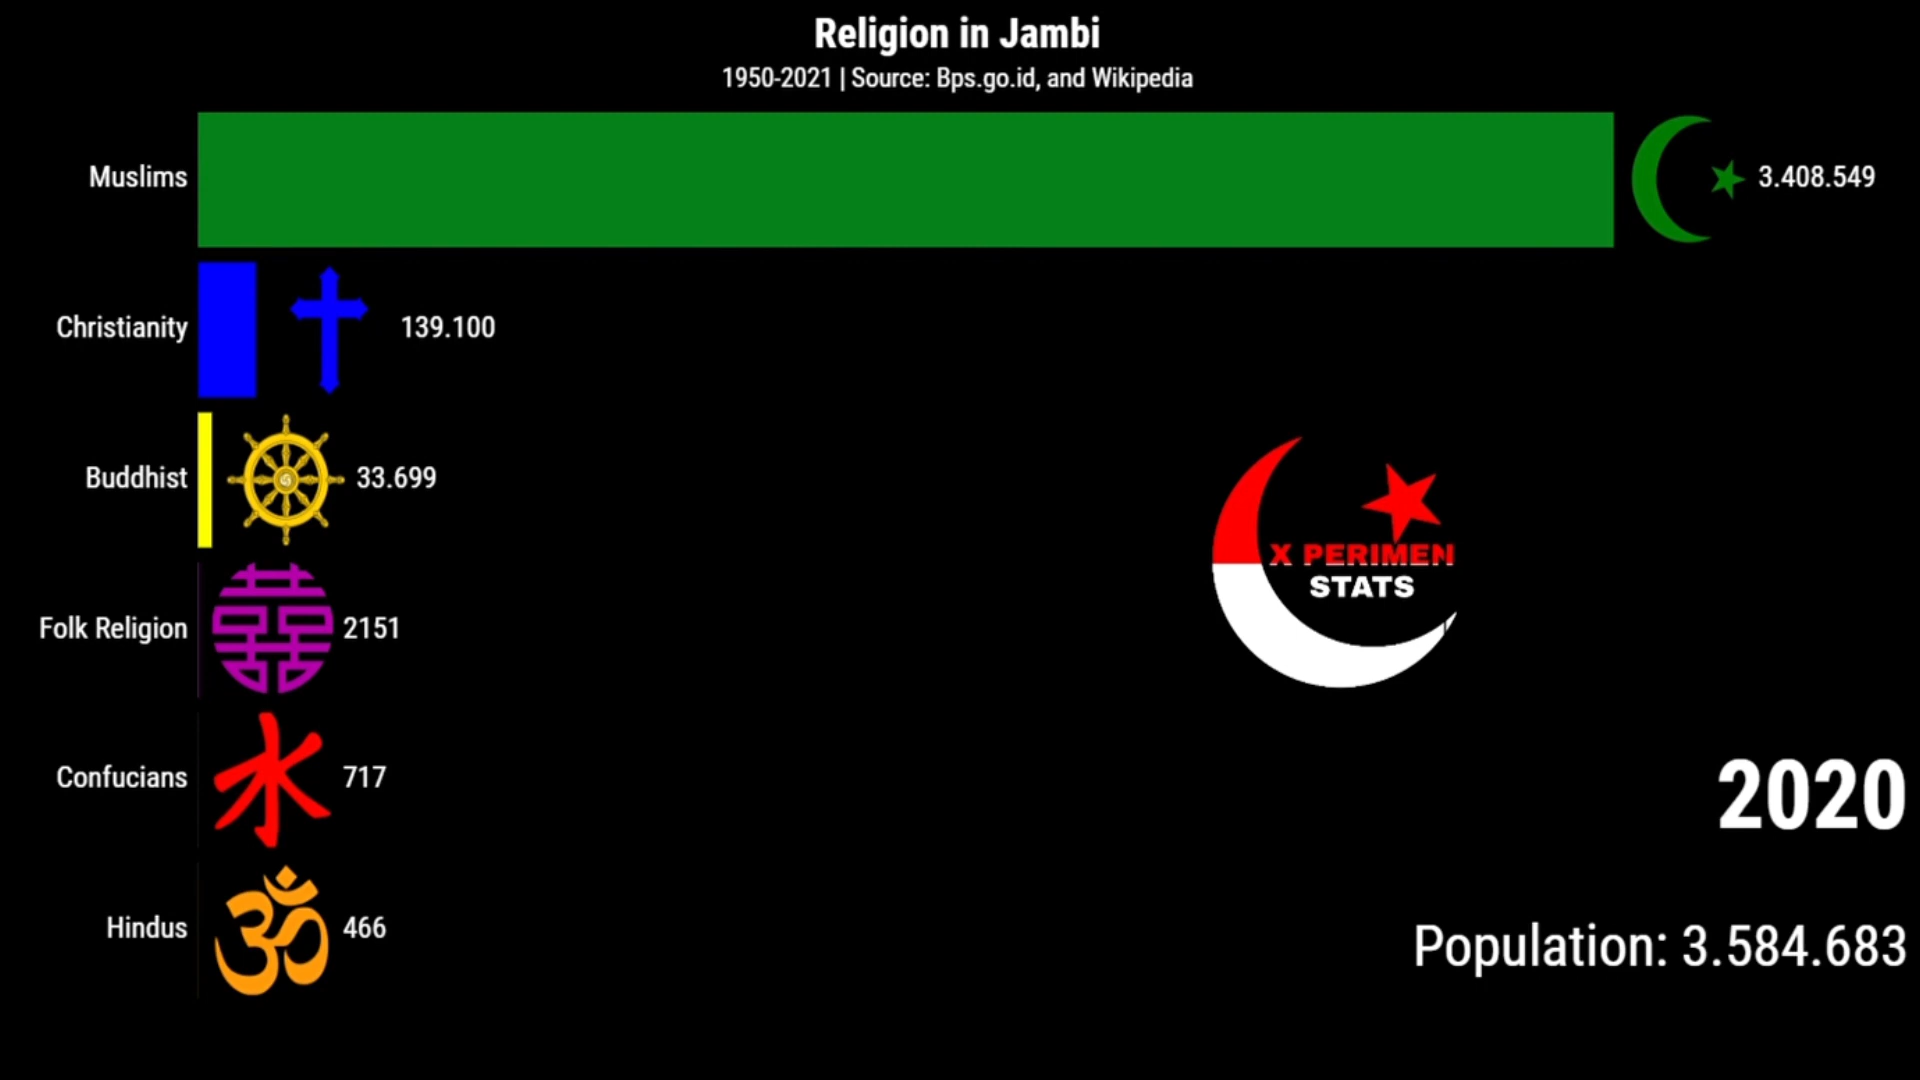 Religion in Jambi
1950-2021 | Source: Bps.go.id, and Wikipedia
Muslims 3.408.549
Christianity 139.100
Buddhist 33.699
Folk Religion 2151
Confucians 717
Hindus 466
X PERIMEN
STATS
2020
Population: 3.584.683